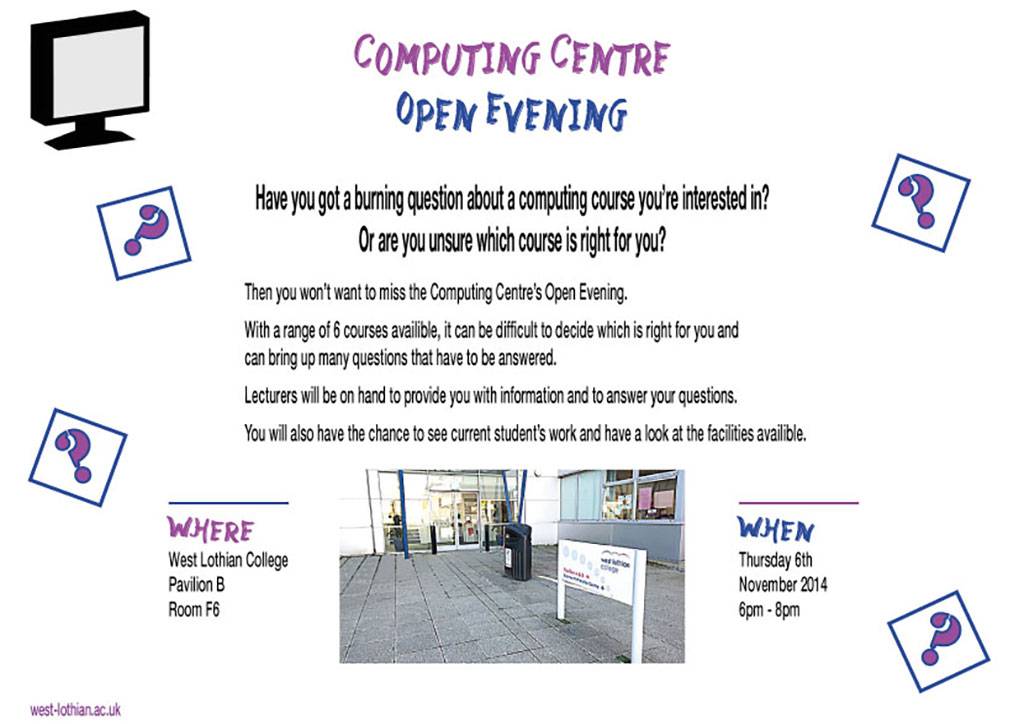 COMPUTING CENTRE
OPEN EVENING
Have you got a burning question about a computing course you're interested in?
Or are you unsure which course is right for you?
Then you won't want to miss the Computing Centre's Open Evening.
With a range of 6 courses availible, it can be difficult to decide which is right for you and
can bring up many questions that have to be answered.
Lecturers will be on hand to provide you with information and to answer your questions.
You will also have the chance to see current student's work and have a look at the facilities availible.
?
?
?
?
WHERE
West Lothian College
Pavilion B
Room F6
west lothian
college
WHEN
Thursday 6th
November 2014
6pm - 8pm
west-lothian.ac.uk